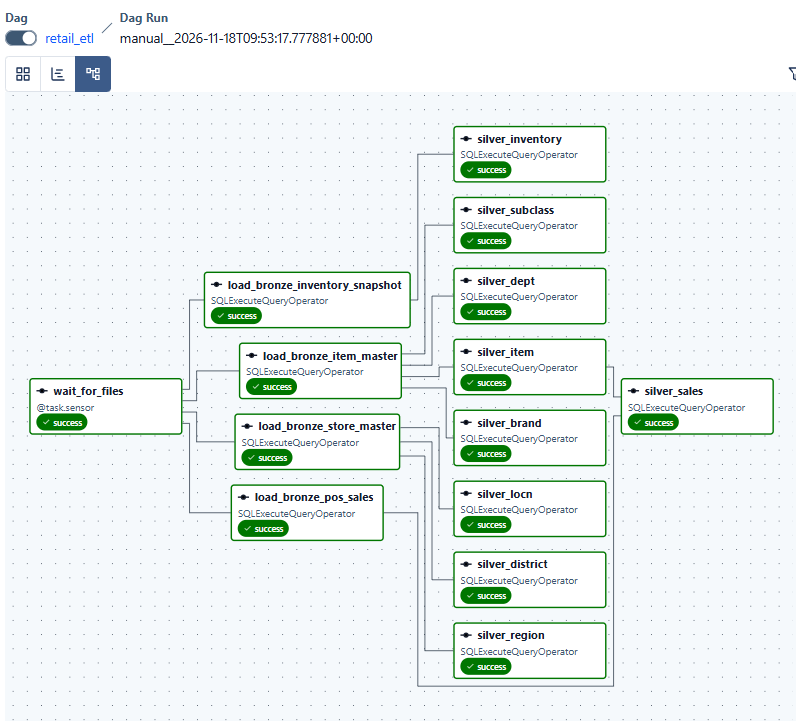 Dag
retail_etl
Dag Run
manual__2026-11-18T09:53:17.777881+00:00
wait_for_files
@task.sensor
success
load_bronze_inventory_snapshot
SQLExecuteQueryOperator
success
load_bronze_item_master
SQLExecuteQueryOperator
success
load_bronze_store_master
SQLExecuteQueryOperator
success
load_bronze_pos_sales
SQLExecuteQueryOperator
success
silver_inventory
SQLExecuteQueryOperator
success
silver_subclass
SQLExecuteQueryOperator
success
silver_dept
SQLExecuteQueryOperator
success
silver_item
SQLExecuteQueryOperator
success
silver_brand
SQLExecuteQueryOperator
success
silver_locn
SQLExecuteQueryOperator
success
silver_district
SQLExecuteQueryOperator
success
silver_region
SQLExecuteQueryOperator
success
silver_sales
SQLExecuteQueryOperator
success